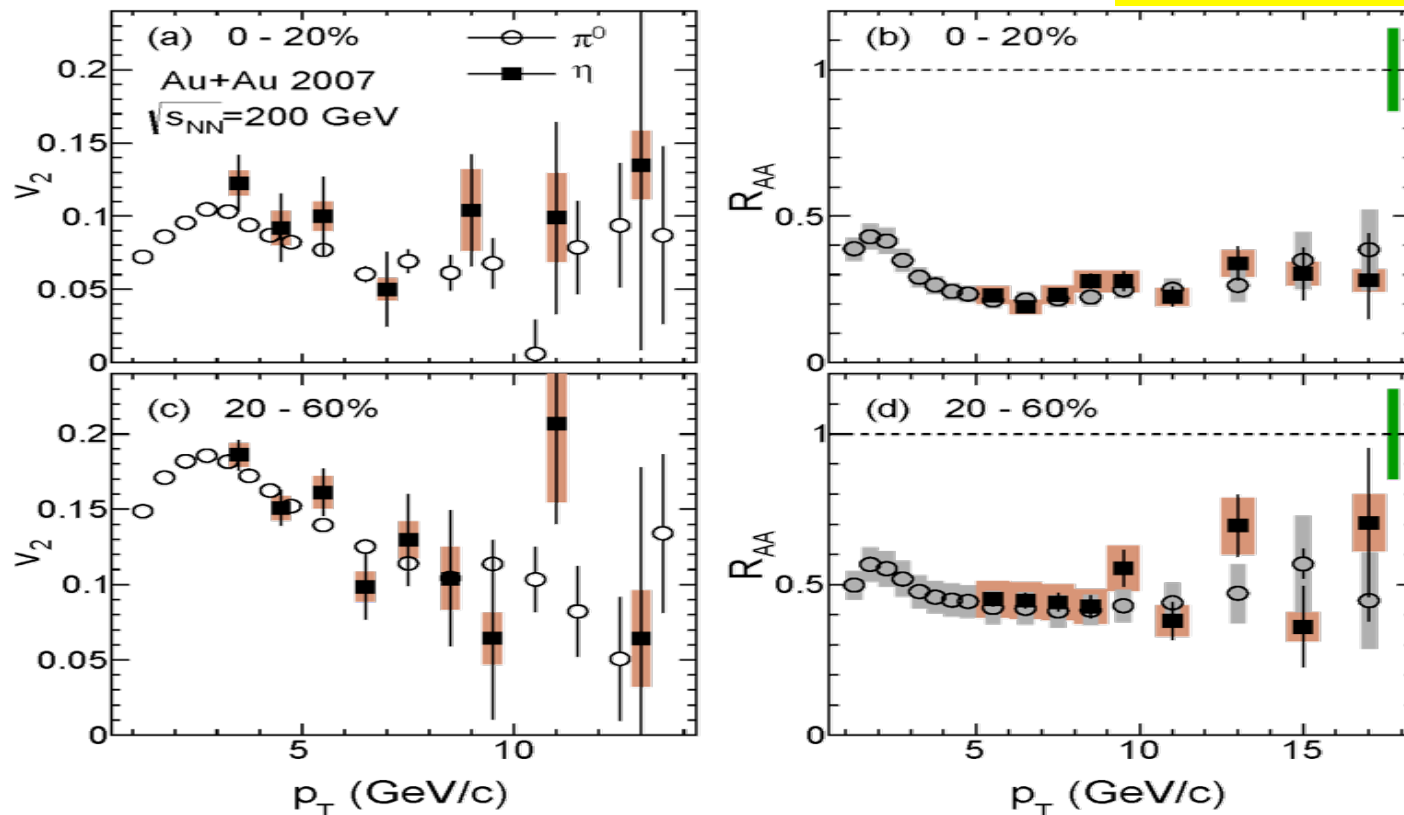 (a) 0 - 20%
π⁰
η
Au+Au 2007
√s_NN=200 GeV
0.2
0.15
0.1
0.05
0
v₂
(b) 0 - 20%
1
0.5
0
R_AA
(c) 20 - 60%
0.2
0.15
0.1
0.05
0
v₂
5
10
p_T (GeV/c)
(d) 20 - 60%
1
0.5
0
R_AA
5
10
15
p_T (GeV/c)